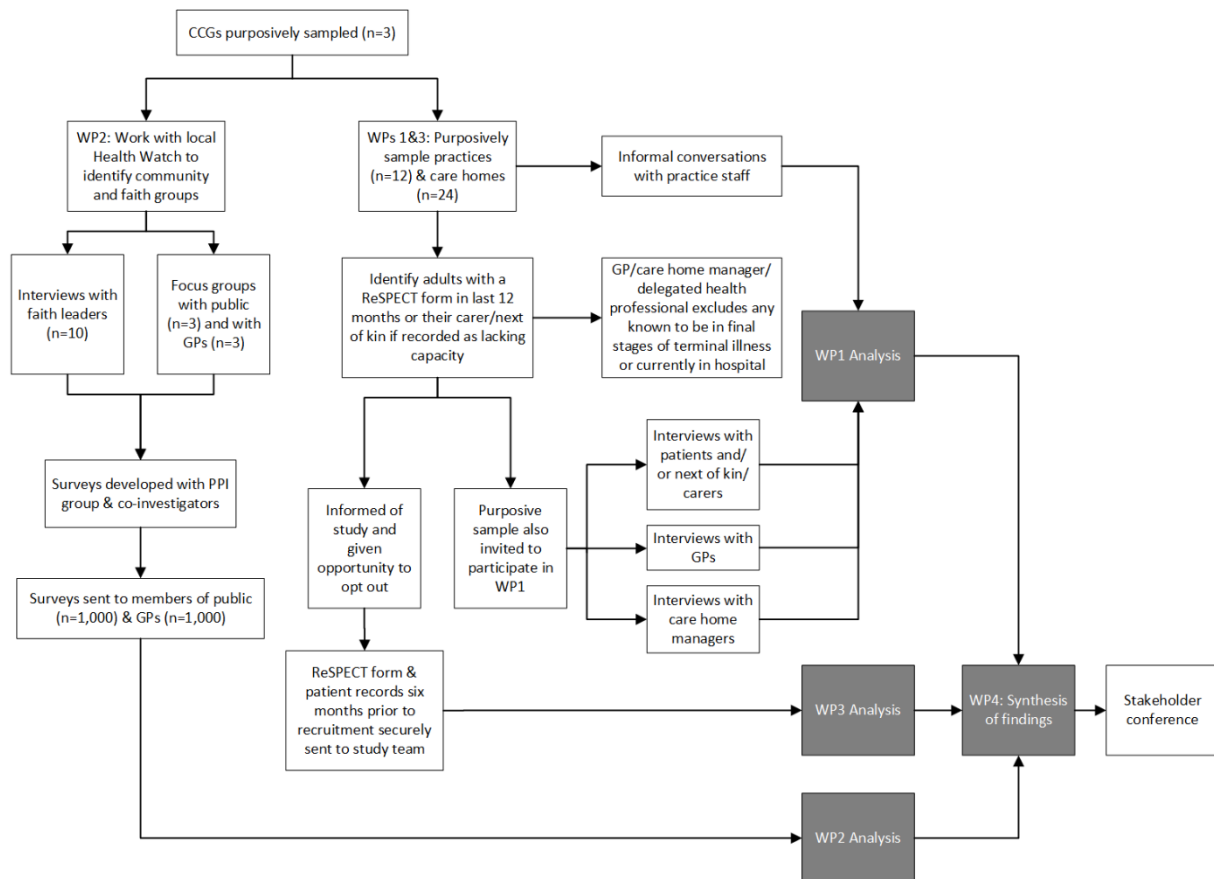 CCGs purposively sampled (n=3)
WP2: Work with local
Health Watch to
identify community
and faith groups
WPs 1&3: Purposively
sample practices
(n=12) & care homes
(n=24)
Informal conversations
with practice staff
Interviews with
faith leaders
(n=10)
Focus groups
with public
(n=3) and with
GPs (n=3)
Identify adults with a
ReSPECT form in last 12
months or their carer/next
of kin if recorded as lacking
capacity
GP/care home manager/
delegated health
professional excludes any
known to be in final
stages of terminal illness
or currently in hospital
WP1 Analysis
Surveys developed with PPI
group & co-investigators
Informed of
study and
given
opportunity to
opt out
Purposive
sample also
invited to
participate in
WP1
Interviews with
patients and/
or next of kin/
carers
Interviews with
GPs
Interviews with
care home
managers
Surveys sent to members of public
(n=1,000) & GPs (n=1,000)
ReSPECT form &
patient records six
months prior to
recruitment securely
sent to study team
WP3 Analysis
WP4: Synthesis
of findings
Stakeholder
conference
WP2 Analysis